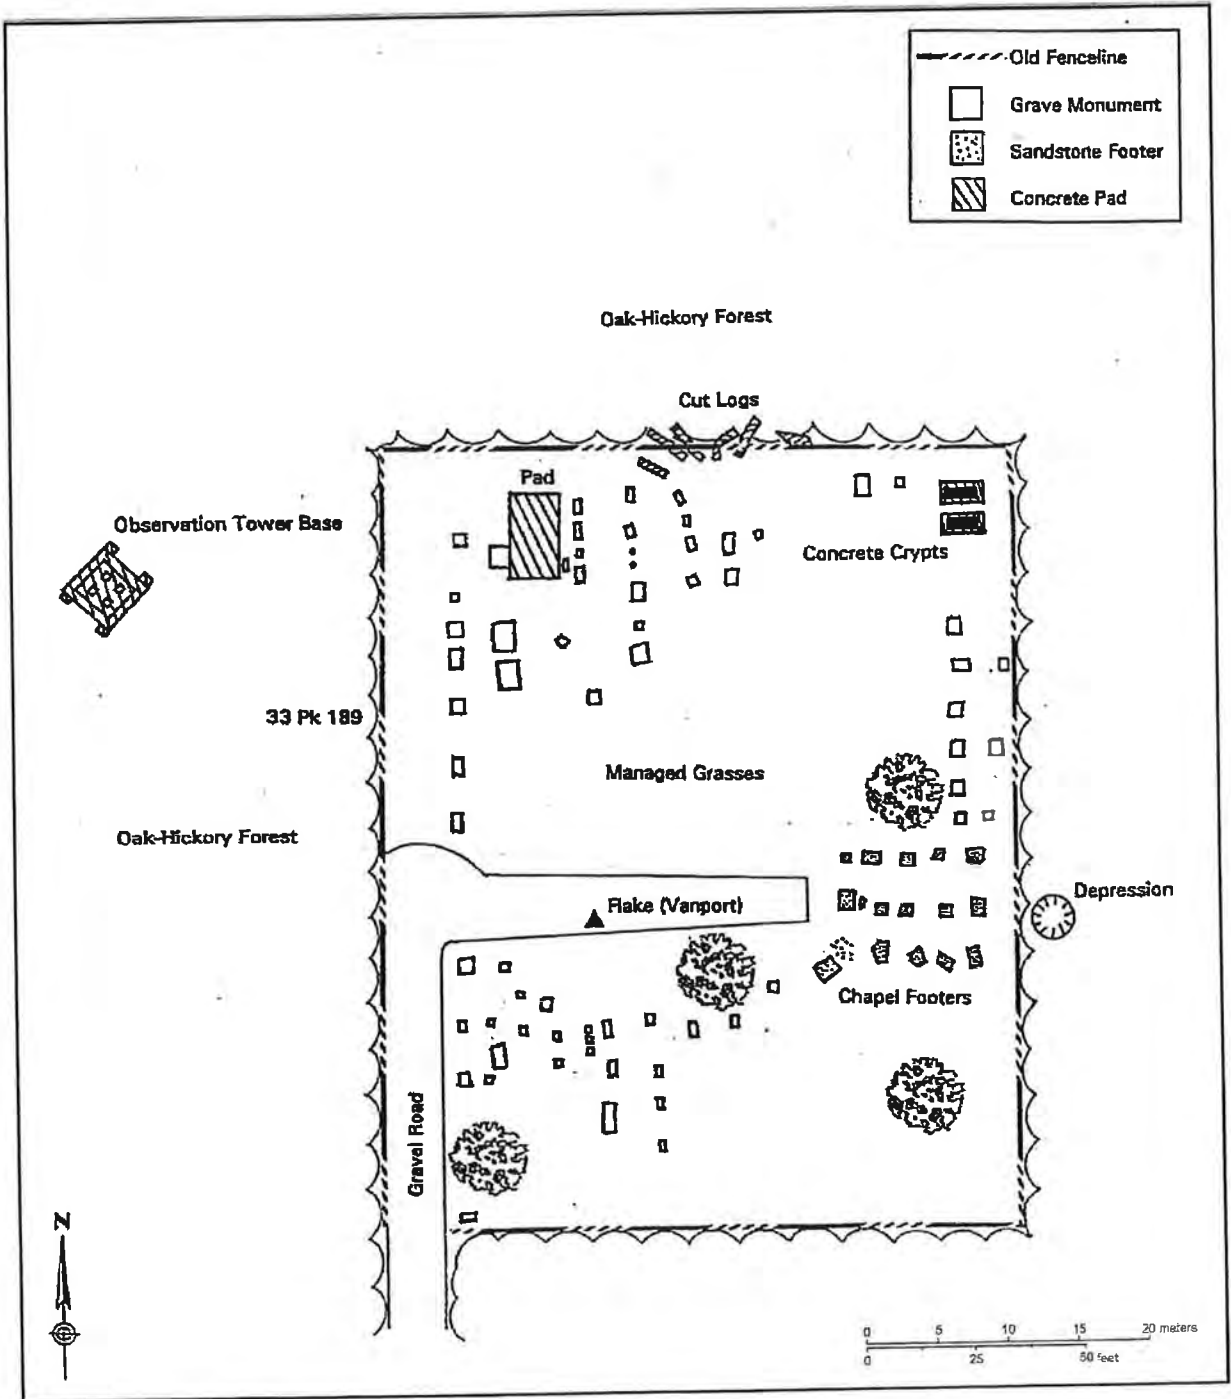 Old Fenceline
Grave Monument
Sandstone Footer
Concrete Pad
Oak-Hickory Forest
Cut Logs
Pad
Observation Tower Base
Concrete Crypts
33 Pk 189
Managed Grasses
Oak-Hickory Forest
Flake (Vanport)
Depression
Chapel Footers
Gravel Road
N
0 5 10 15 20 meters
0 25 50 feet